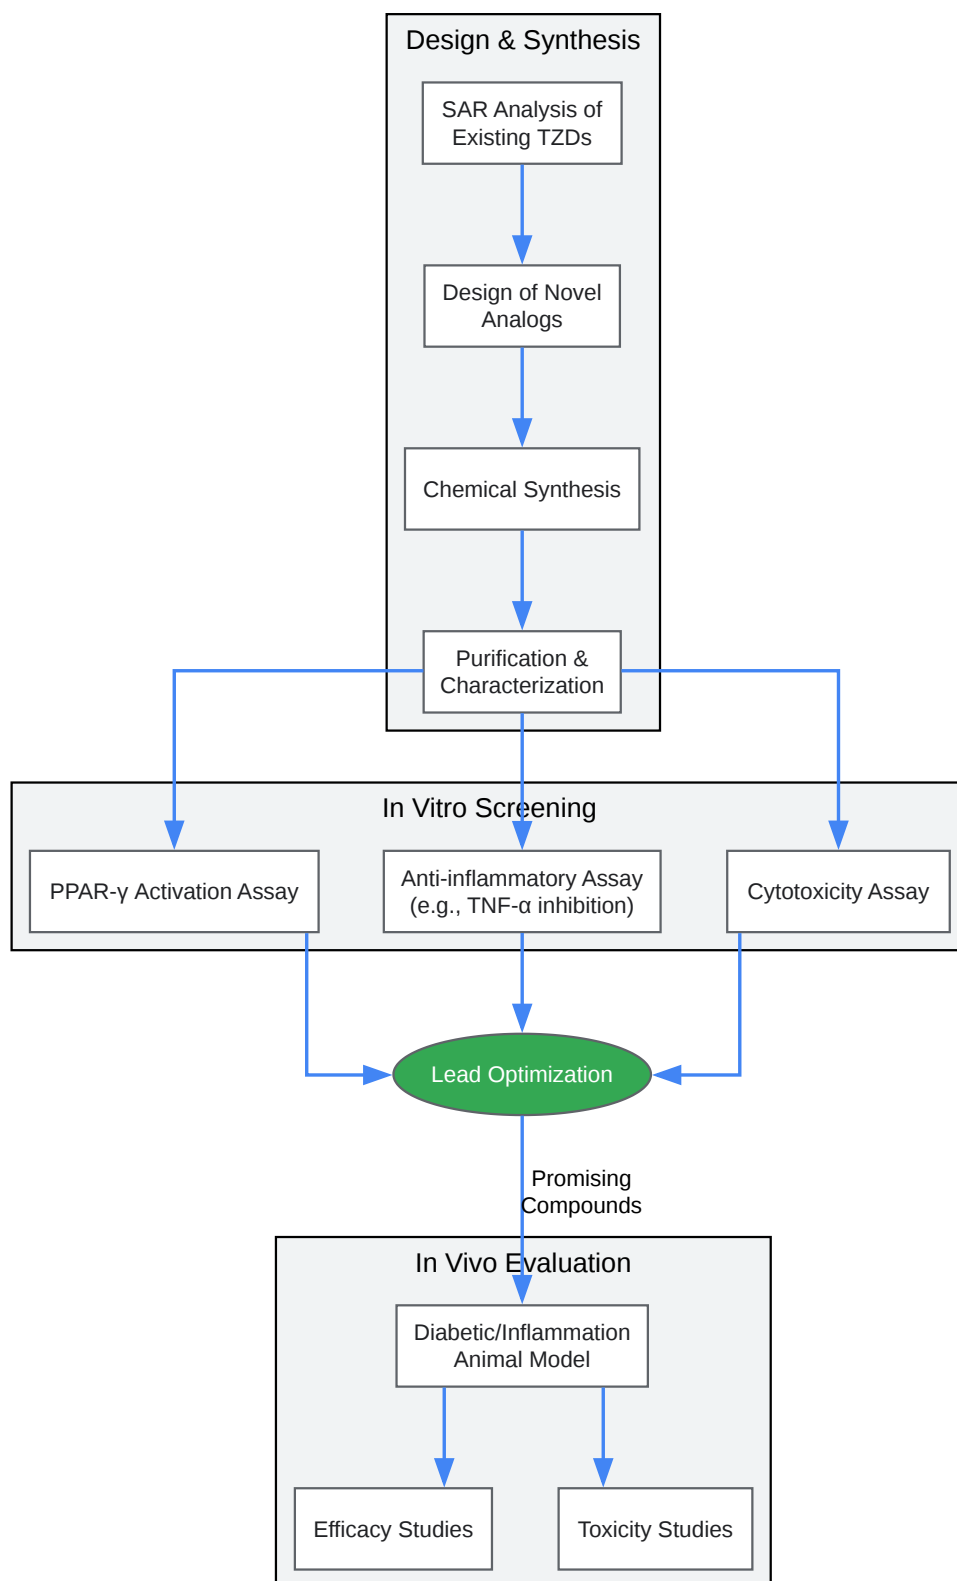 Design & Synthesis
SAR Analysis of
Existing TZDs
Design of Novel
Analogs
Chemical Synthesis
Purification &
Characterization
In Vitro Screening
PPAR-γ Activation Assay
Anti-inflammatory Assay
(e.g., TNF-α inhibition)
Cytotoxicity Assay
Lead Optimization
Promising
Compounds
In Vivo Evaluation
Diabetic/Inflammation
Animal Model
Efficacy Studies
Toxicity Studies